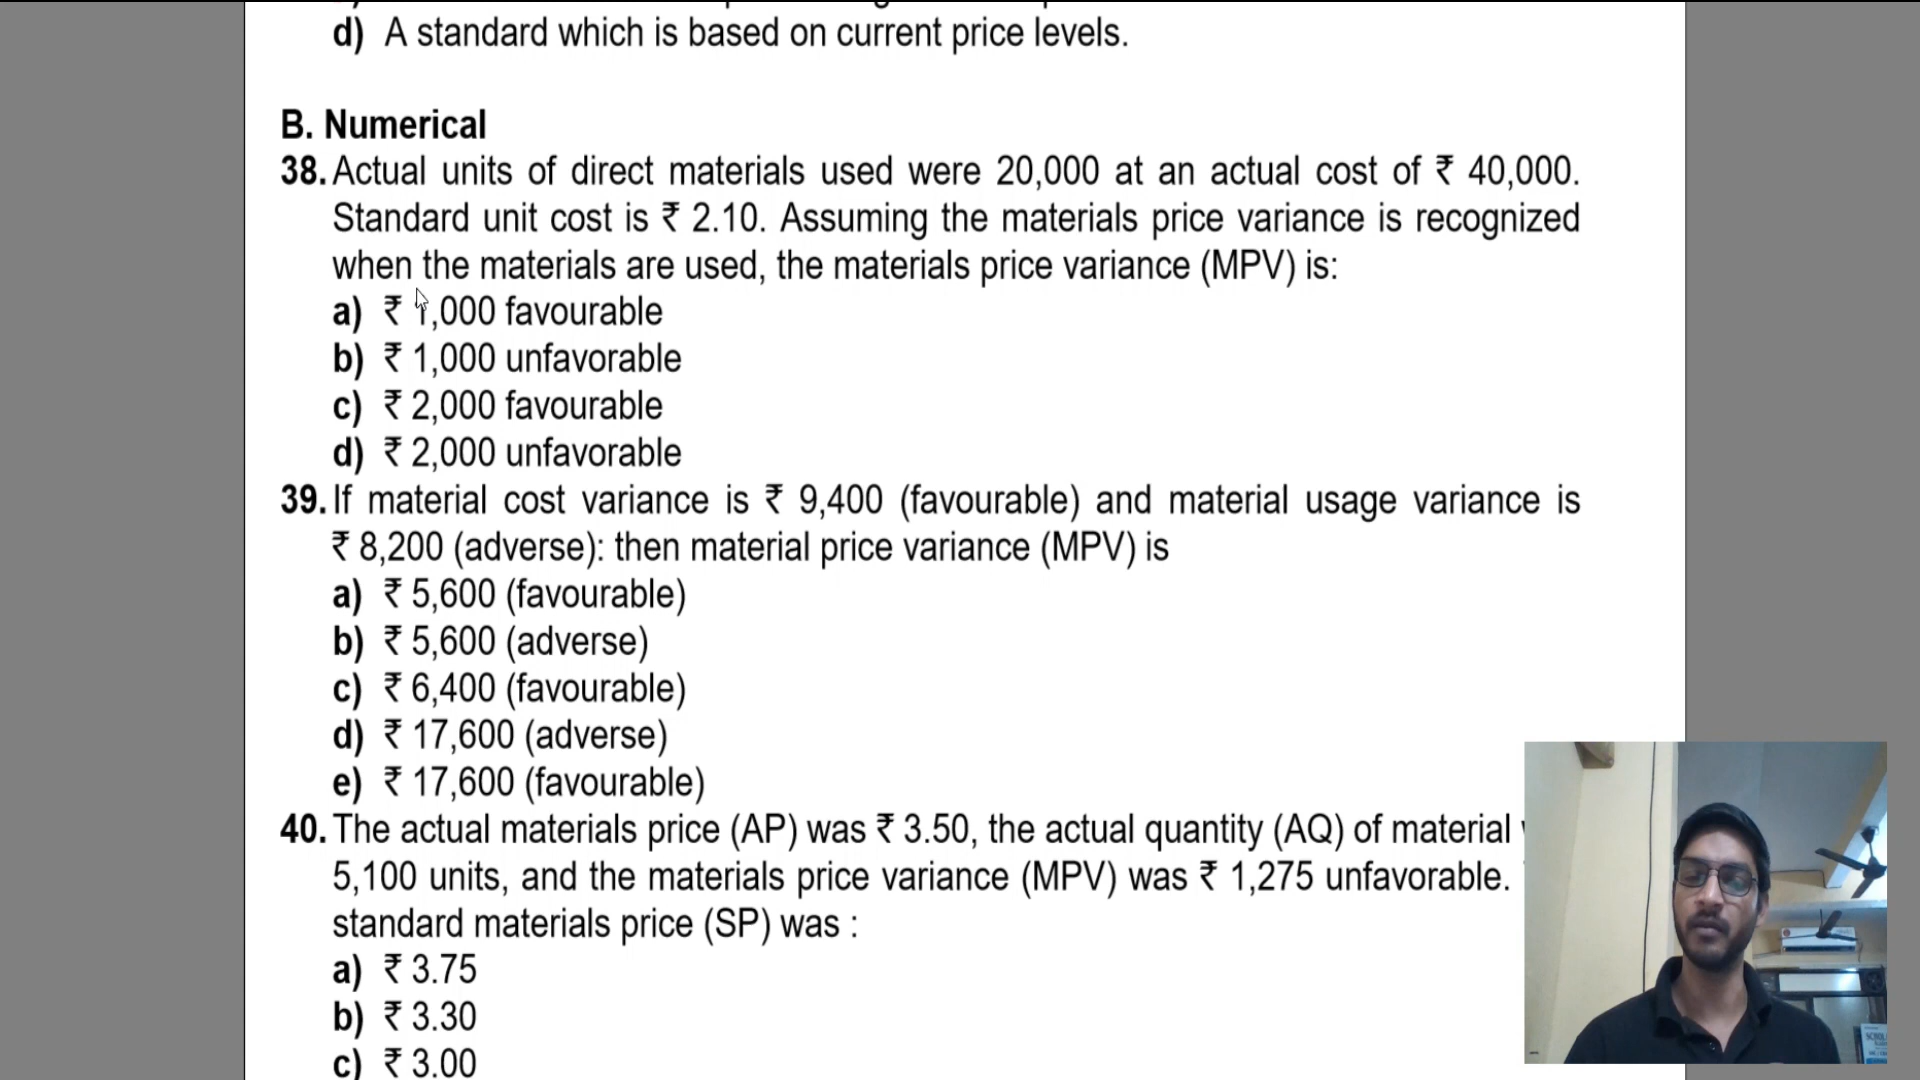 d) A standard which is based on current price levels.
B. Numerical
38. Actual units of direct materials used were 20,000 at an actual cost of ₹ 40,000.
Standard unit cost is ₹ 2.10. Assuming the materials price variance is recognized
when the materials are used, the materials price variance (MPV) is:
a) ₹ 1,000 favourable
b) ₹ 1,000 unfavorable
c) ₹ 2,000 favourable
d) ₹ 2,000 unfavorable
39. If material cost variance is ₹ 9,400 (favourable) and material usage variance is
₹ 8,200 (adverse): then material price variance (MPV) is
a) ₹ 5,600 (favourable)
b) ₹ 5,600 (adverse)
c) ₹ 6,400 (favourable)
d) ₹ 17,600 (adverse)
e) ₹ 17,600 (favourable)
40. The actual materials price (AP) was ₹ 3.50, the actual quantity (AQ) of material
5,100 units, and the materials price variance (MPV) was ₹ 1,275 unfavorable.
standard materials price (SP) was :
a) ₹ 3.75
b) ₹ 3.30
c) ₹ 3.00